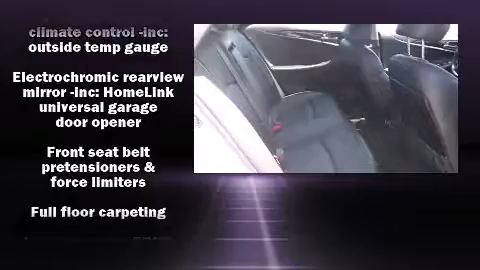 climate control -inc:
outside temp gauge
Electrochromic rearview
mirror -inc: HomeLink
universal garage
door opener
Front seat belt
pretensioners &
force limiters
Full floor carpeting